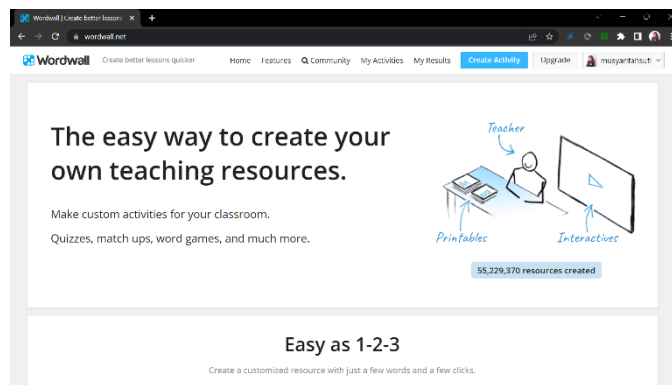 Wordwall | Create better lessons
wordwall.net
Wordwall Create better lessons quicker Home Features Community My Activities My Results Create Activity Upgrade musyaritahsufi
The easy way to create your
own teaching resources.
Make custom activities for your classroom.
Quizzes, match ups, word games, and much more.
Teacher
Printables Interactives
55,229,370 resources created
Easy as 1-2-3
Create a customized resource with just a few words and a few clicks.